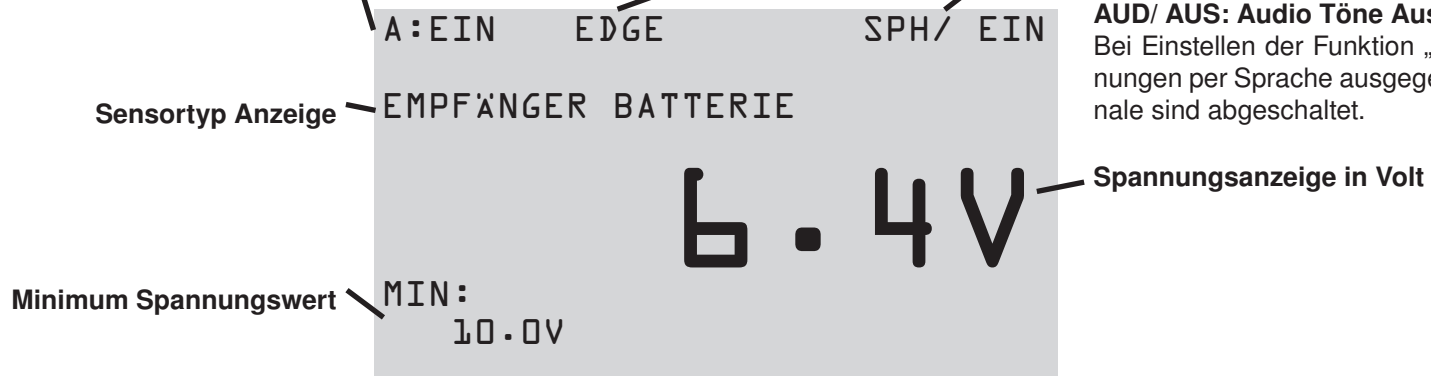 A:EIN EDGE SPH/ EIN
AUD/ AUS: Audio Töne Aus
Bei Einstellen der Funktion „
nungen per Sprache ausgege
nale sind abgeschaltet.
Sensortyp Anzeige
EMPFÄNGER BATTERIE
6.4V
Spannungsanzeige in Volt
Minimum Spannungswert
MIN:
10.0V